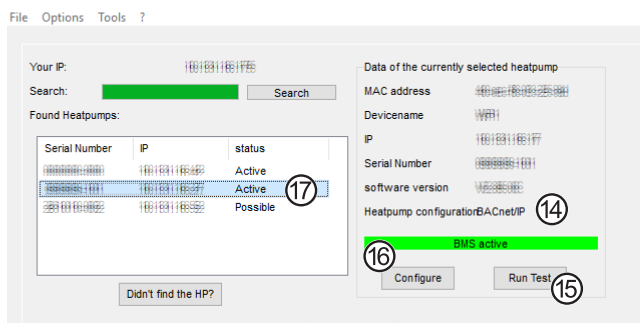 File Options Tools ?
Your IP:
Search: Search
Found Heatpumps:
Serial Number IP status
Active
Active 17
Possible
Didn't find the HP?
Data of the currently selected heatpump
MAC address
Devicename
IP
Serial Number
software version
Heatpump configurationBACnet/IP 14
BMS active
16
Configure Run Test 15